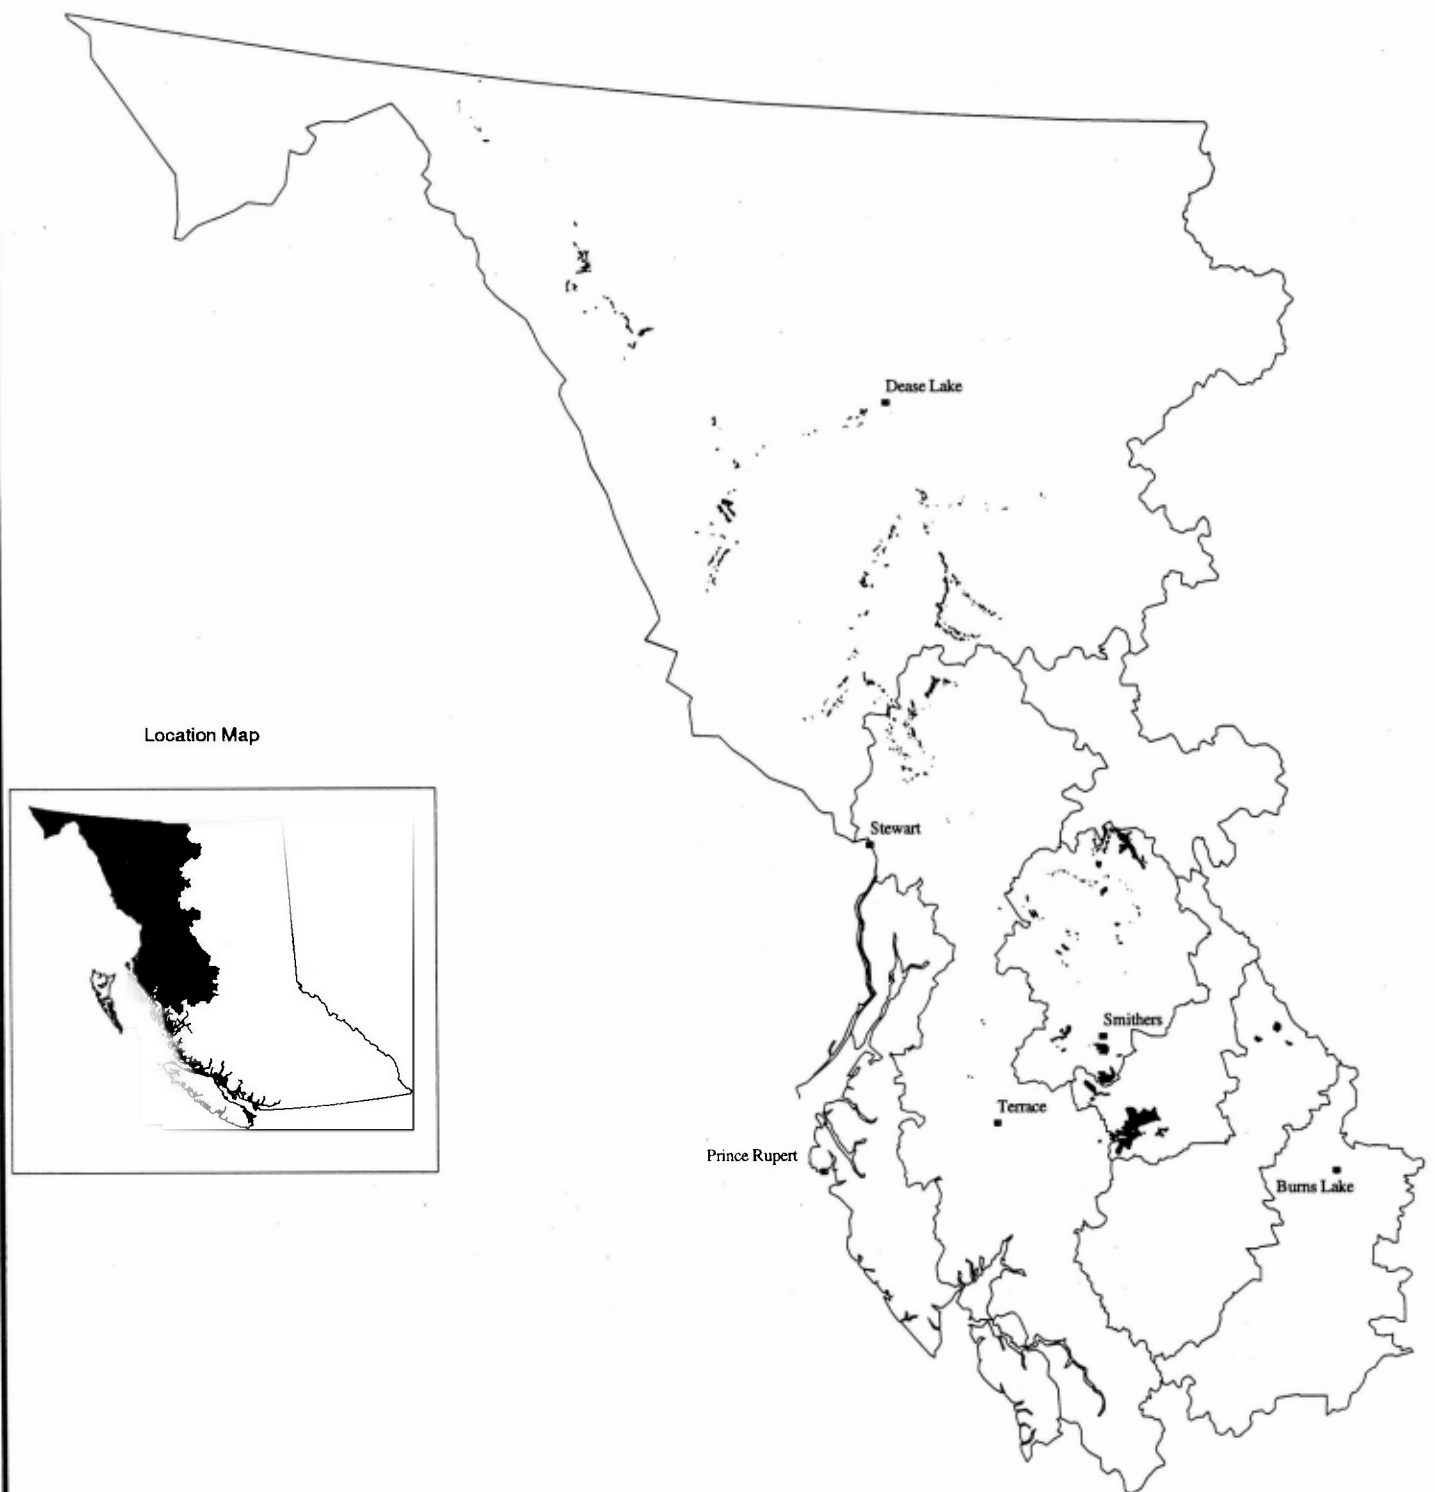 Dease Lake
Location Map
Stewart
Smithers
Terrace
Prince Rupert
Burns Lake